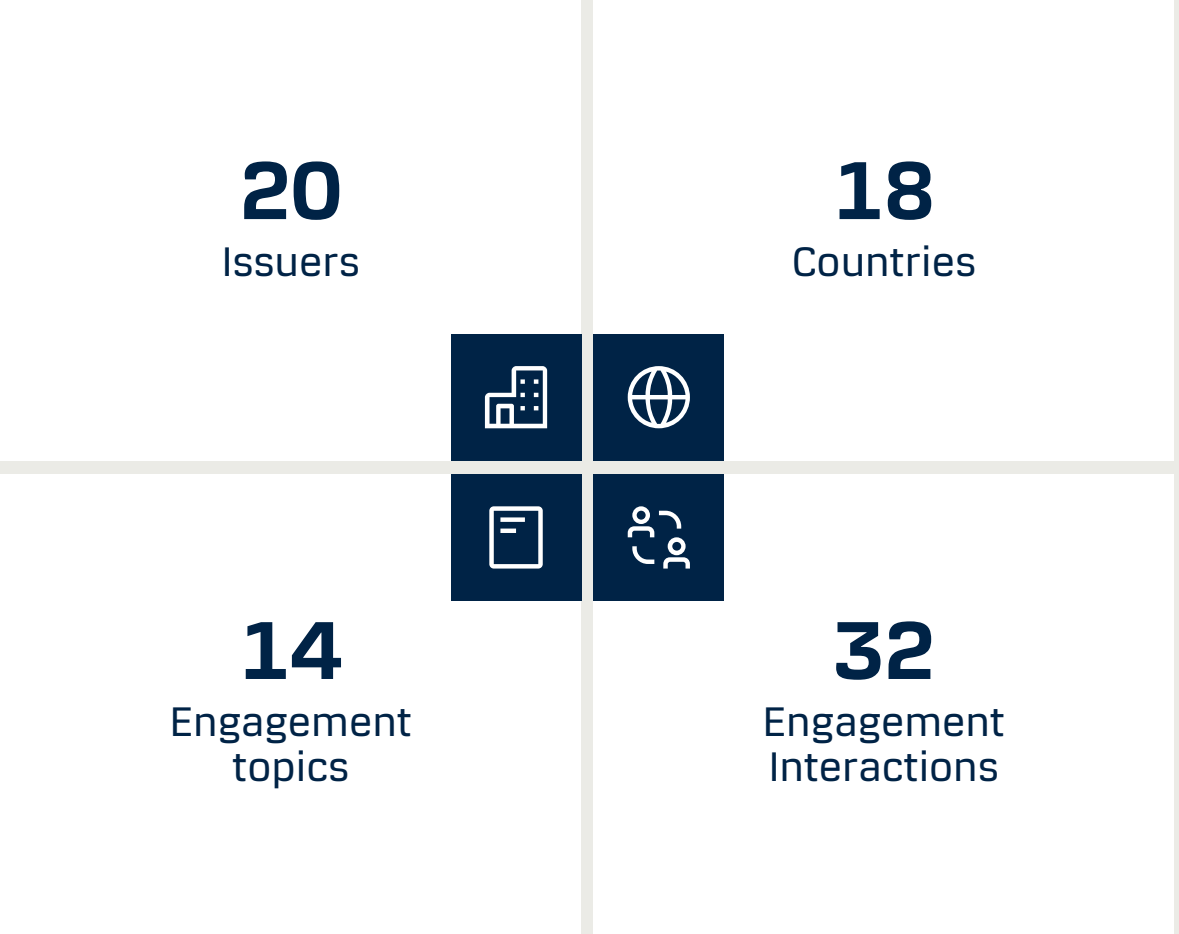 20
Issuers
18
Countries
14
Engagement
topics
32
Engagement
Interactions